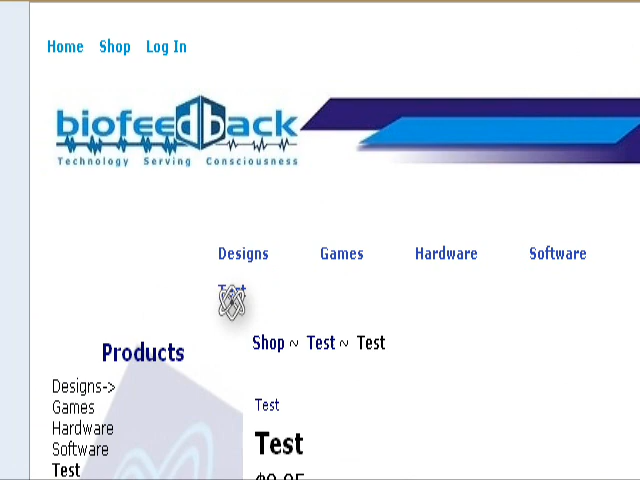 Home Shop Log In
biofeedback
Technology Serving Consciousness
Designs Games Hardware Software
Test
Shop ~ Test ~ Test
Products
Designs->
Games
Hardware
Software
Test
Test
Test